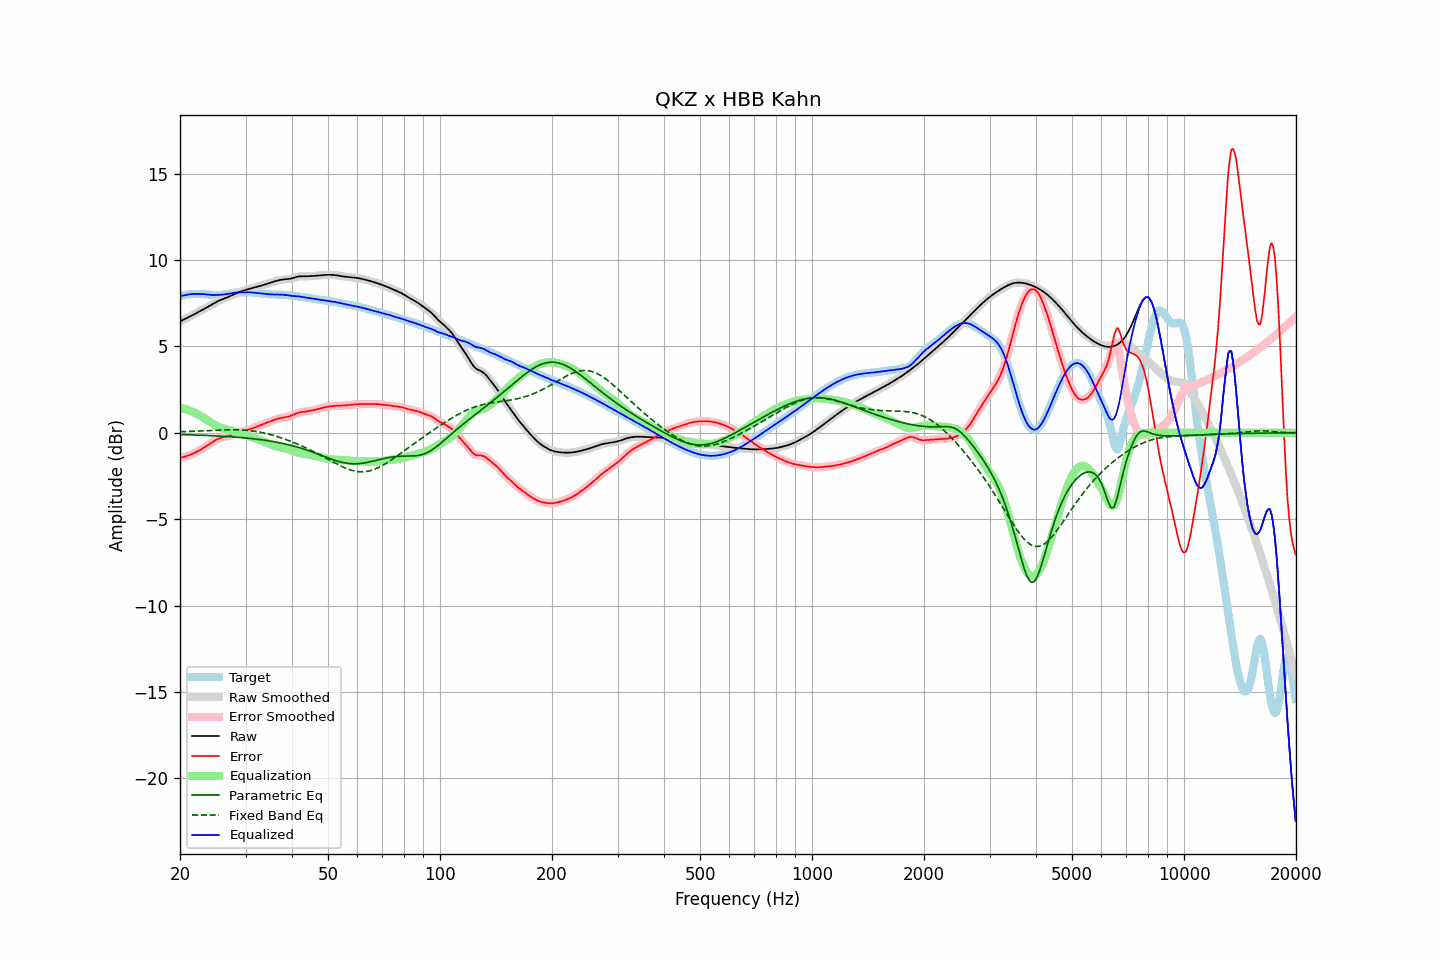 QKZ x HBB Kahn
Amplitude (dBr)
15
10
5
0
−5
−10
−15
−20
Target
Raw Smoothed
Error Smoothed
Raw
Error
Equalization
Parametric Eq
Fixed Band Eq
Equalized
20 50 100 200 500 1000 2000 5000 10000 20000
Frequency (Hz)